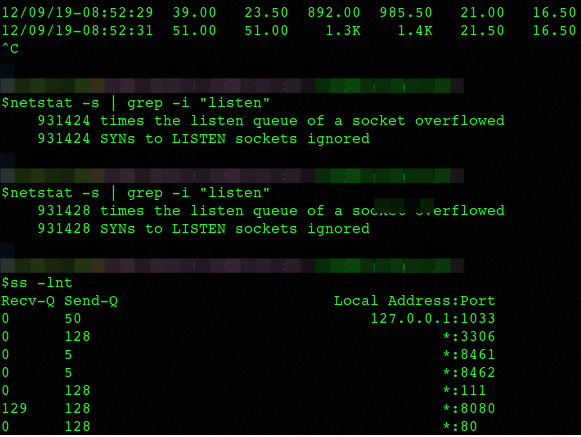 12/09/19-08:52:29 39.00 23.50 892.00 985.50 21.00 16.50
12/09/19-08:52:31 51.00 51.00 1.3K 1.4K 21.50 16.50
^C
$netstat -s | grep -i "listen"
931424 times the listen queue of a socket overflowed
931424 SYNs to LISTEN sockets ignored
$netstat -s | grep -i "listen"
931428 times the listen queue of a socket overflowed
931428 SYNs to LISTEN sockets ignored
$ss -lnt
Recv-Q Send-Q Local Address:Port
0 50 127.0.0.1:1033
0 128 *:3306
0 5 *:8461
0 5 *:8462
0 128 *:111
129 128 *:8080
0 128 *:80